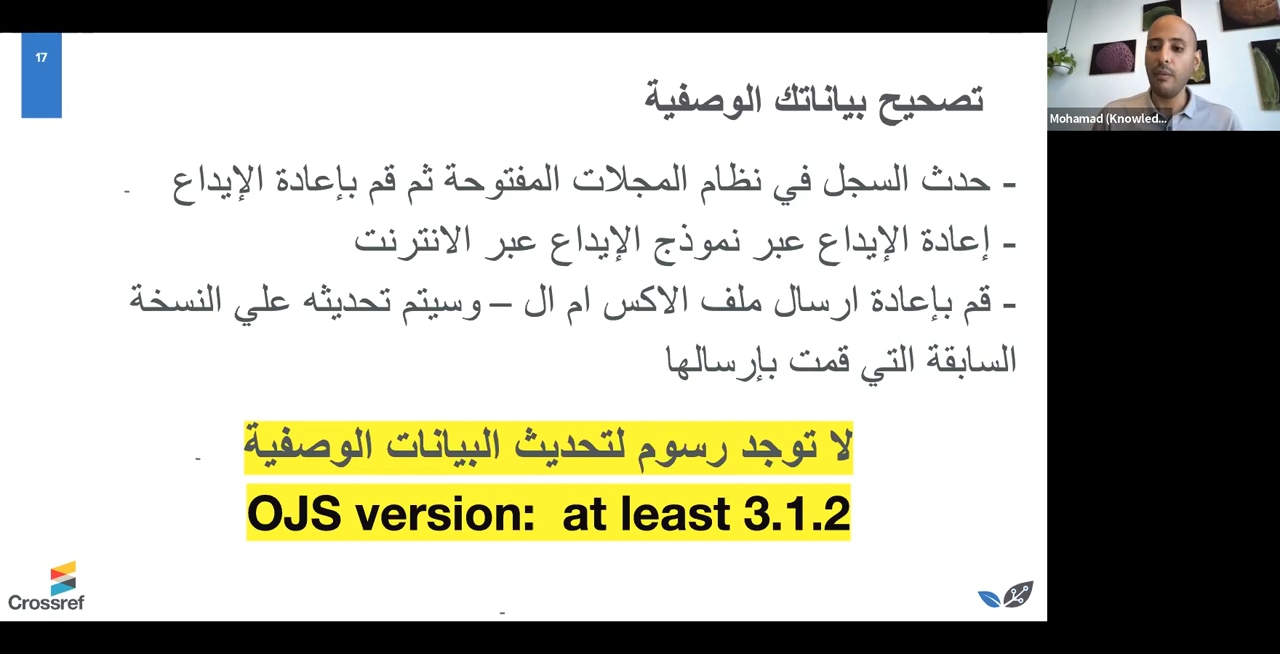 17
تصحيح بياناتك الوصفية
- حدث السجل في نظام المجلات المفتوحة ثم قم بإعادة الإيداع
- إعادة الإيداع عبر نموذج الإيداع عبر الانترنت
- قم بإعادة ارسال ملف الاكس ام ال – وسيتم تحديثه علي النسخة
السابقة التي قمت بإرسالها
لا توجد رسوم لتحديث البيانات الوصفية
OJS version: at least 3.1.2
Crossref
Mohamad (Knowled...